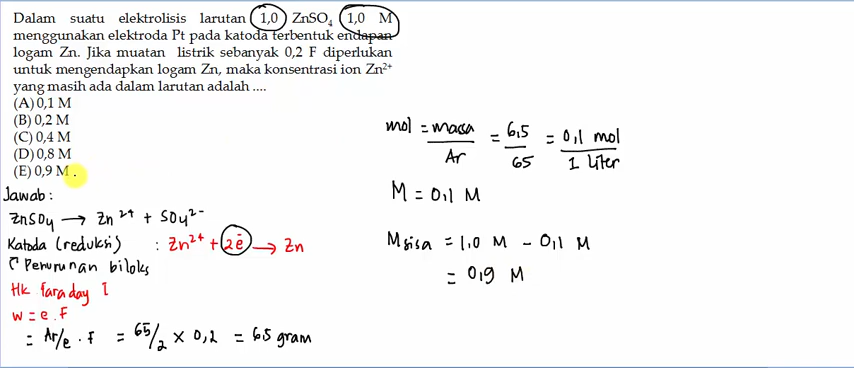 Dalam suatu elektrolisis larutan 1,0 ZnSO₄ 1,0 M
menggunakan elektroda Pt pada katoda terbentuk endapan
logam Zn. Jika muatan listrik sebanyak 0,2 F diperlukan
untuk mengendapkan logam Zn, maka konsentrasi ion Zn²⁺
yang masih ada dalam larutan adalah ....
(A) 0,1 M
(B) 0,2 M
(C) 0,4 M
(D) 0,8 M
(E) 0,9 M .
Jawab :
ZnSO₄ → Zn²⁺ + SO₄²⁻
Katoda (reduksi) : Zn²⁺ + 2ē → Zn
( Penurunan biloks
Hk faraday I
w = e . F
= Ar/e . f = 65/2 × 0,2 = 6,5 gram
mol = massa/Ar = 6,5/65 = 0,1 mol/1 Liter
M = 0,1 M
M sisa = 1,0 M − 0,1 M
= 0,9 M